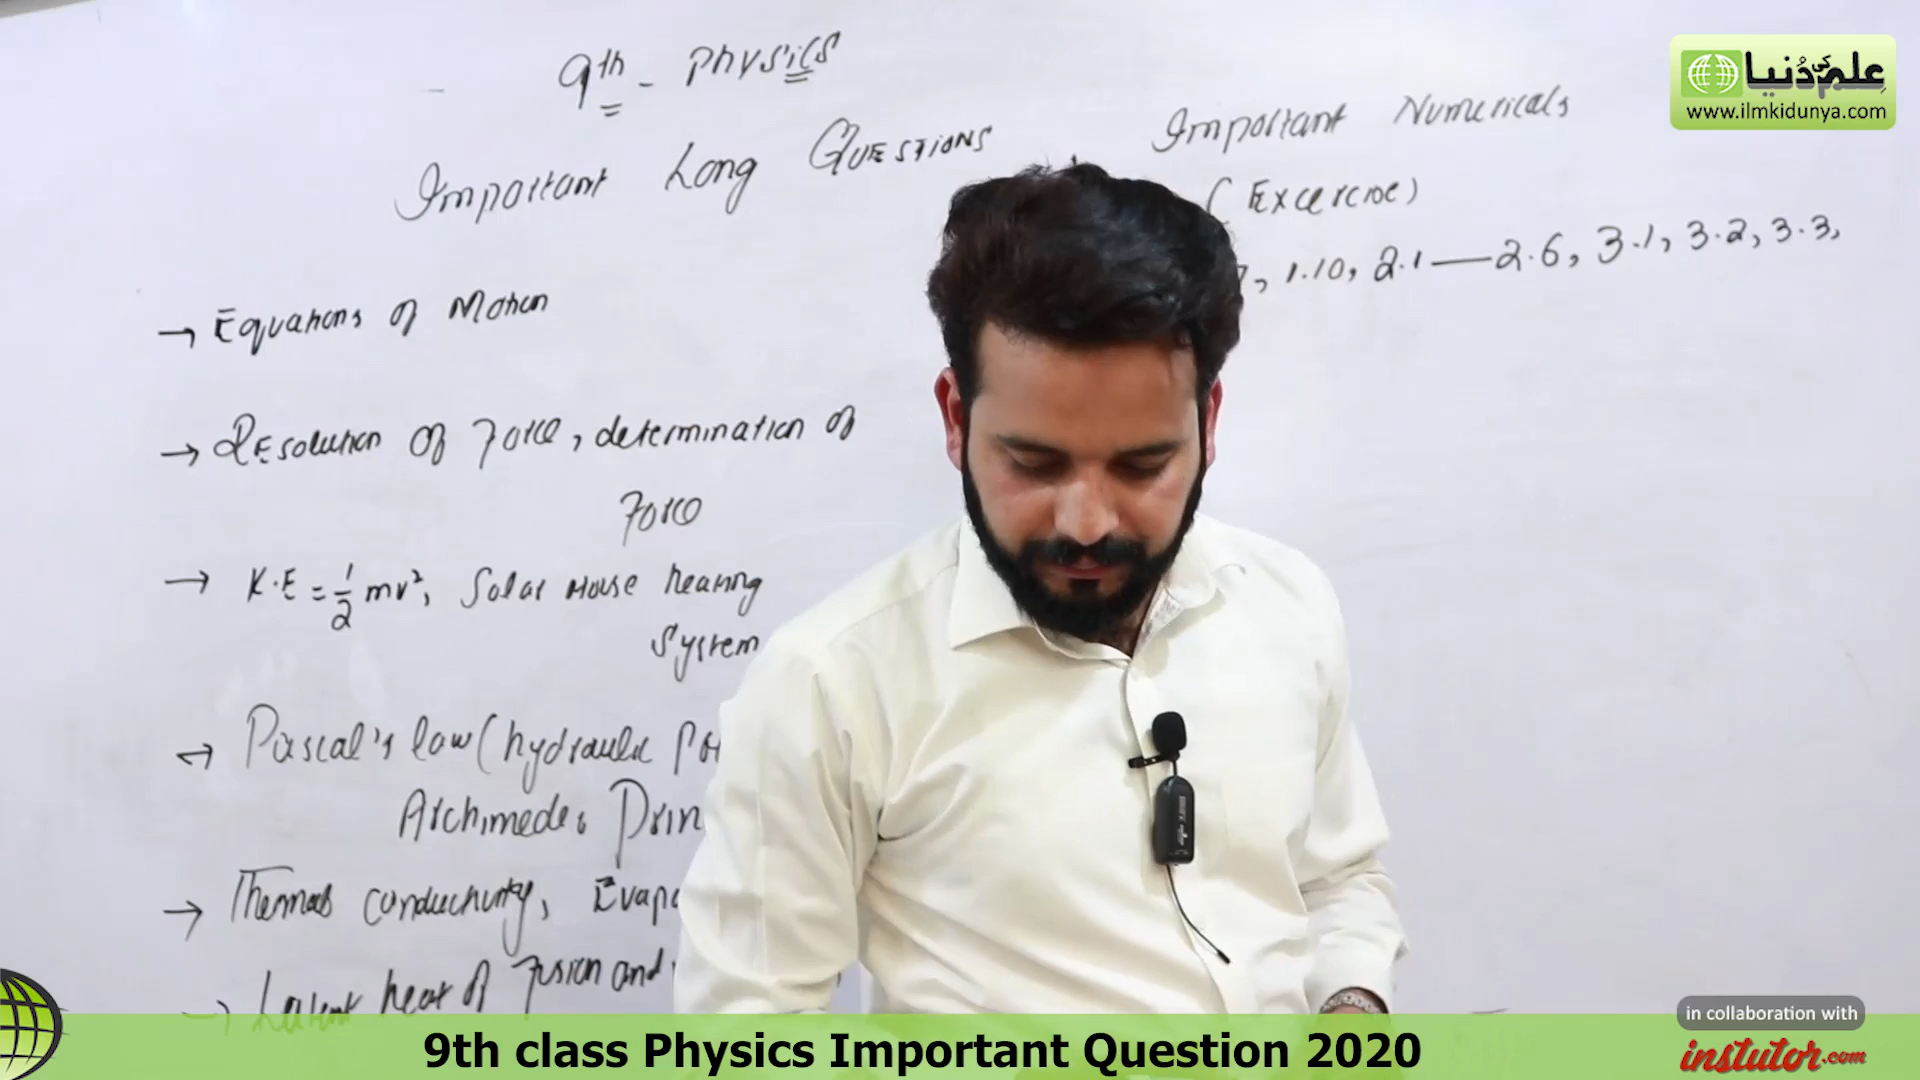 9th - Physics
Important Long Questions
→ Equations of Motion
→ Resolution of Force, determination of
Force
→ K.E = 1/2 mv², Solar House heating
System
→ Pascal's law (hydraulic
Archimedes
→ Thermal conductivity,
→ Latent heat of Fusion and
Important Numericals
(Excercise)
, 1.10, 2.1 — 2.6, 3.1, 3.2, 3.3,
علم کی دُنیا
www.ilmkidunya.com
9th class Physics Important Question 2020
in collaboration with
instutor.com